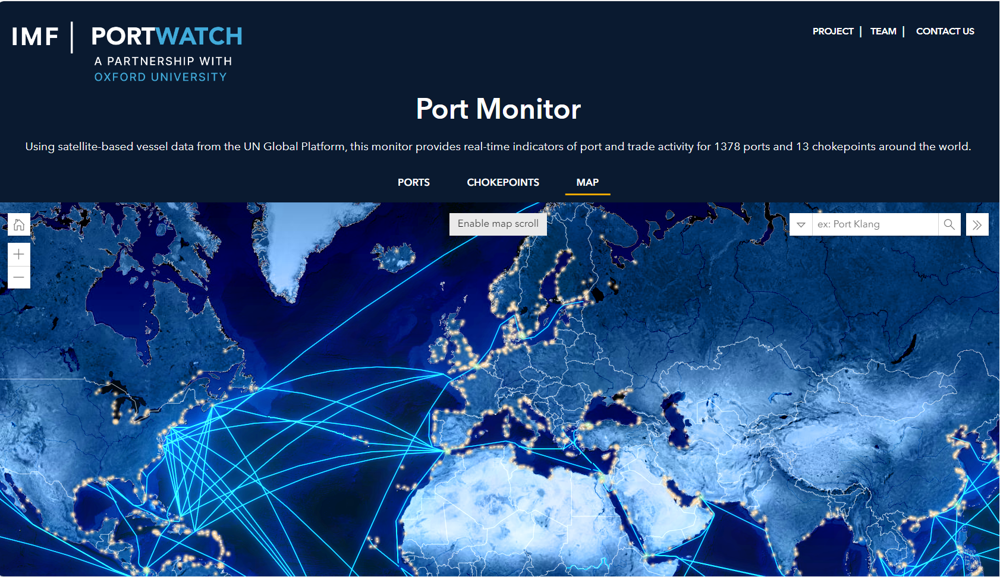 IMF | PORTWATCH
A PARTNERSHIP WITH
OXFORD UNIVERSITY
PROJECT | TEAM | CONTACT US
Port Monitor
Using satellite-based vessel data from the UN Global Platform, this monitor provides real-time indicators of port and trade activity for 1378 ports and 13 chokepoints around the world.
PORTS CHOKEPOINTS MAP
Enable map scroll
ex: Port Klang